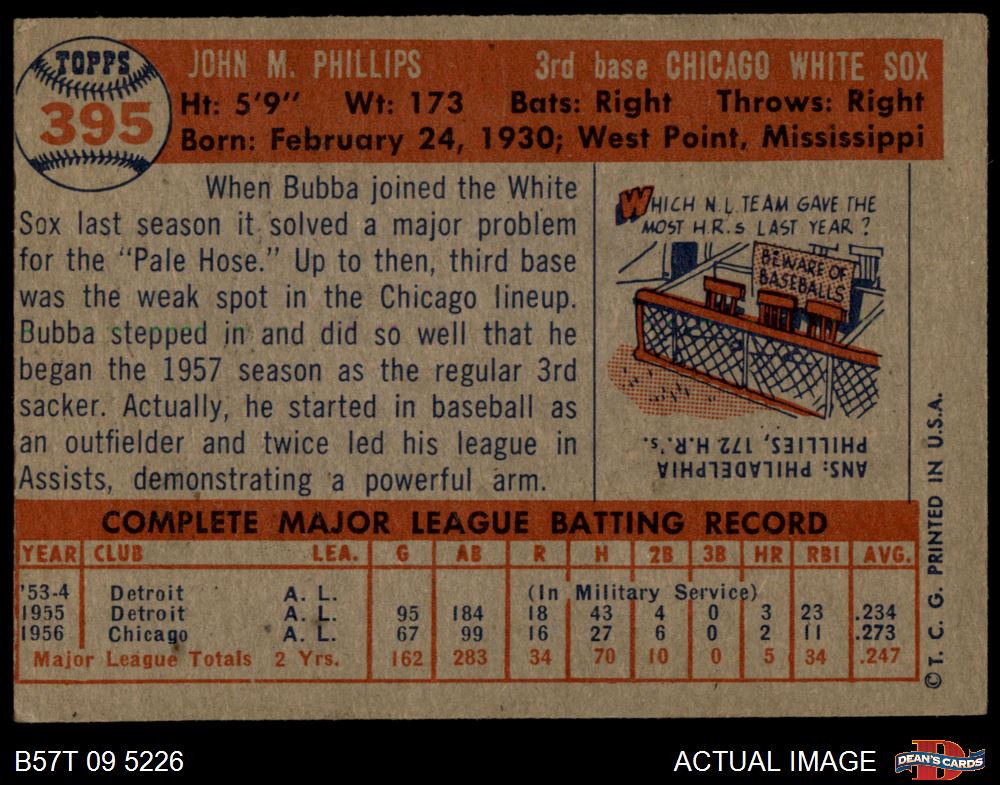 TOPPS
395
JOHN M. PHILLIPS 3rd base CHICAGO WHITE SOX
Ht: 5'9" Wt: 173 Bats: Right Throws: Right
Born: February 24, 1930; West Point, Mississippi
When Bubba joined the White
Sox last season it solved a major problem
for the "Pale Hose." Up to then, third base
was the weak spot in the Chicago lineup.
Bubba stepped in and did so well that he
began the 1957 season as the regular 3rd
sacker. Actually, he started in baseball as
an outfielder and twice led his league in
Assists, demonstrating a powerful arm.
WHICH N.L. TEAM GAVE THE
MOST H.R.s LAST YEAR?
BEWARE OF
BASEBALLS
ANS: PHILADELPHIA
PHILLIES, 172 H.R.'s.
COMPLETE MAJOR LEAGUE BATTING RECORD
YEAR CLUB LEA. G AB R H 2B 3B HR RBI AVG.
'53-4 Detroit A. L. (In Military Service)
1955 Detroit A. L. 95 184 18 43 4 0 3 23 .234
1956 Chicago A. L. 67 99 16 27 6 0 2 11 .273
Major League Totals 2 Yrs. 162 283 34 70 10 0 5 34 .247
©T. C. G. PRINTED IN U.S.A.
B57T 09 5226 ACTUAL IMAGE
DEAN'S CARDS